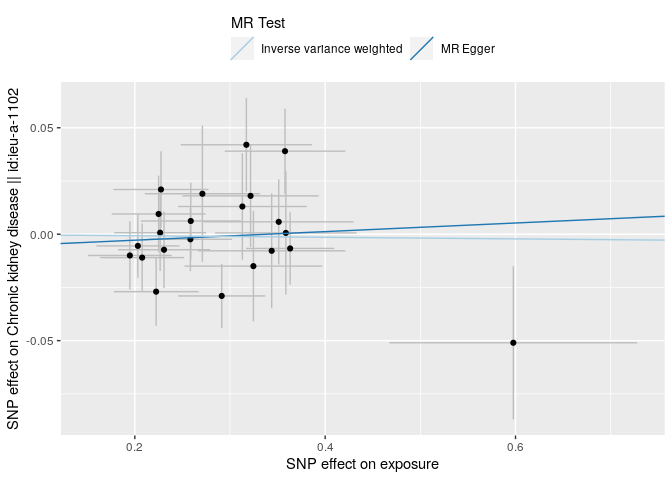 MR Test
Inverse variance weighted
MR Egger
SNP effect on Chronic kidney disease || id:ieu-a-1102
0.05
0.00
-0.05
0.2
0.4
0.6
SNP effect on exposure